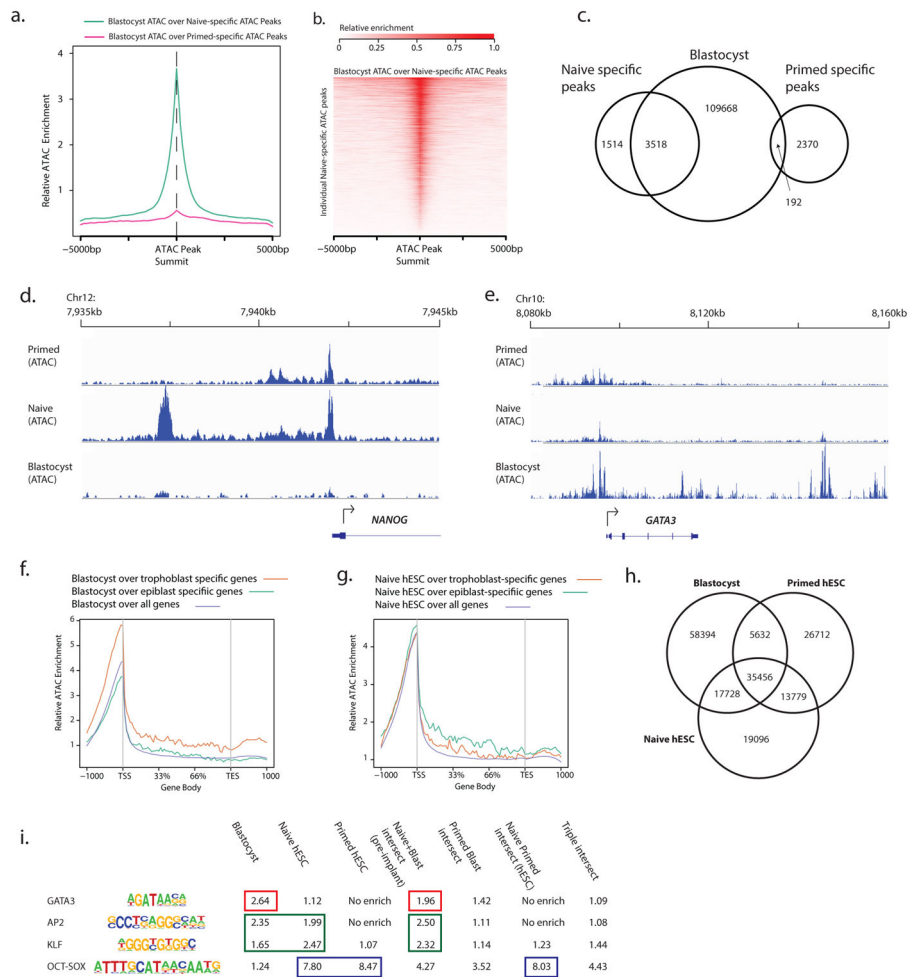 a.
Blastocyst ATAC over Naive-specific ATAC Peaks
Blastocyst ATAC over Primed-specific ATAC Peaks
Relative ATAC Enrichment
4
3
2
1
−5000bp
ATAC Peak
Summit
5000bp
b.
Relative enrichment
0
0.25
0.75
1.0
Blastocyst ATAC over Naive-specific ATAC Peaks
Individual Naive-specific ATAC peaks
−5000bp
ATAC Peak
Summit
5000bp
c.
Blastocyst
Naive specific
peaks
Primed specific
peaks
109668
1514
3518
2370
192
d.
Chr12:
7,935kb
7,940kb
7,945kb
Primed
(ATAC)
Naive
(ATAC)
Blastocyst
(ATAC)
NANOG
e.
Chr10:
8,080kb
8,120kb
8,160kb
Primed
(ATAC)
Naive
(ATAC)
Blastocyst
(ATAC)
GATA3
f.
Blastocyst over trophoblast specific genes
Blastocyst over epiblast specific genes
Blastocyst over all genes
Relative ATAC Enrichment
6
5
4
3
2
1
−1000 TSS 33% 66% TES 1000
Gene Body
g.
Naive hESC over trophoblast-specific genes
Naive hESC over epiblast-specific genes
Naive hESC over all genes
Relative ATAC Enrichment
4
3
2
1
−1000 TSS 33% 66% TES 1000
Gene Body
h.
Blastocyst
Primed hESC
58394
5632
26712
35456
17728
13779
Naive hESC
19096
i.
Blastocyst
Naive hESC
Primed hESC
Naive+Blast
intersect
(pre-implant)
Primed Blast
intersect
Naive Primed
intersect (hESC)
Triple intersect
GATA3 AGATAA 2.64 1.12 No enrich 1.96 1.42 No enrich 1.09
AP2 GCCTGAGGC 2.35 1.99 No enrich 2.50 1.11 No enrich 1.08
KLF GGGTGTGGC 1.65 2.47 1.07 2.32 1.14 1.23 1.44
OCT-SOX ATTTGCATAACAATG 1.24 7.80 8.47 4.27 3.52 8.03 4.43